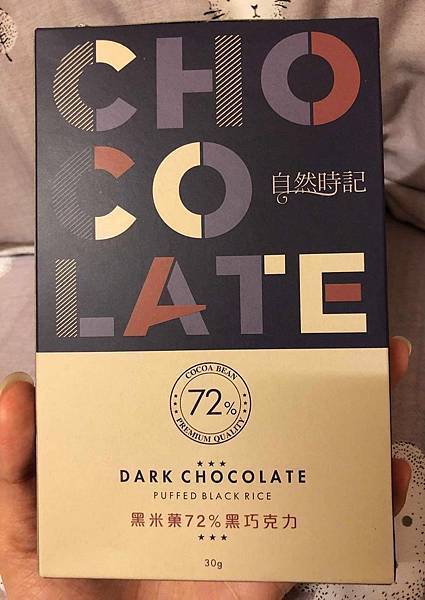 CHO
CO
自然時記
LATE
COCOA BEAN
72%
PREMIUM QUALITY
DARK CHOCOLATE
PUFFED BLACK RICE
黑米菓72%黑巧克力
30g